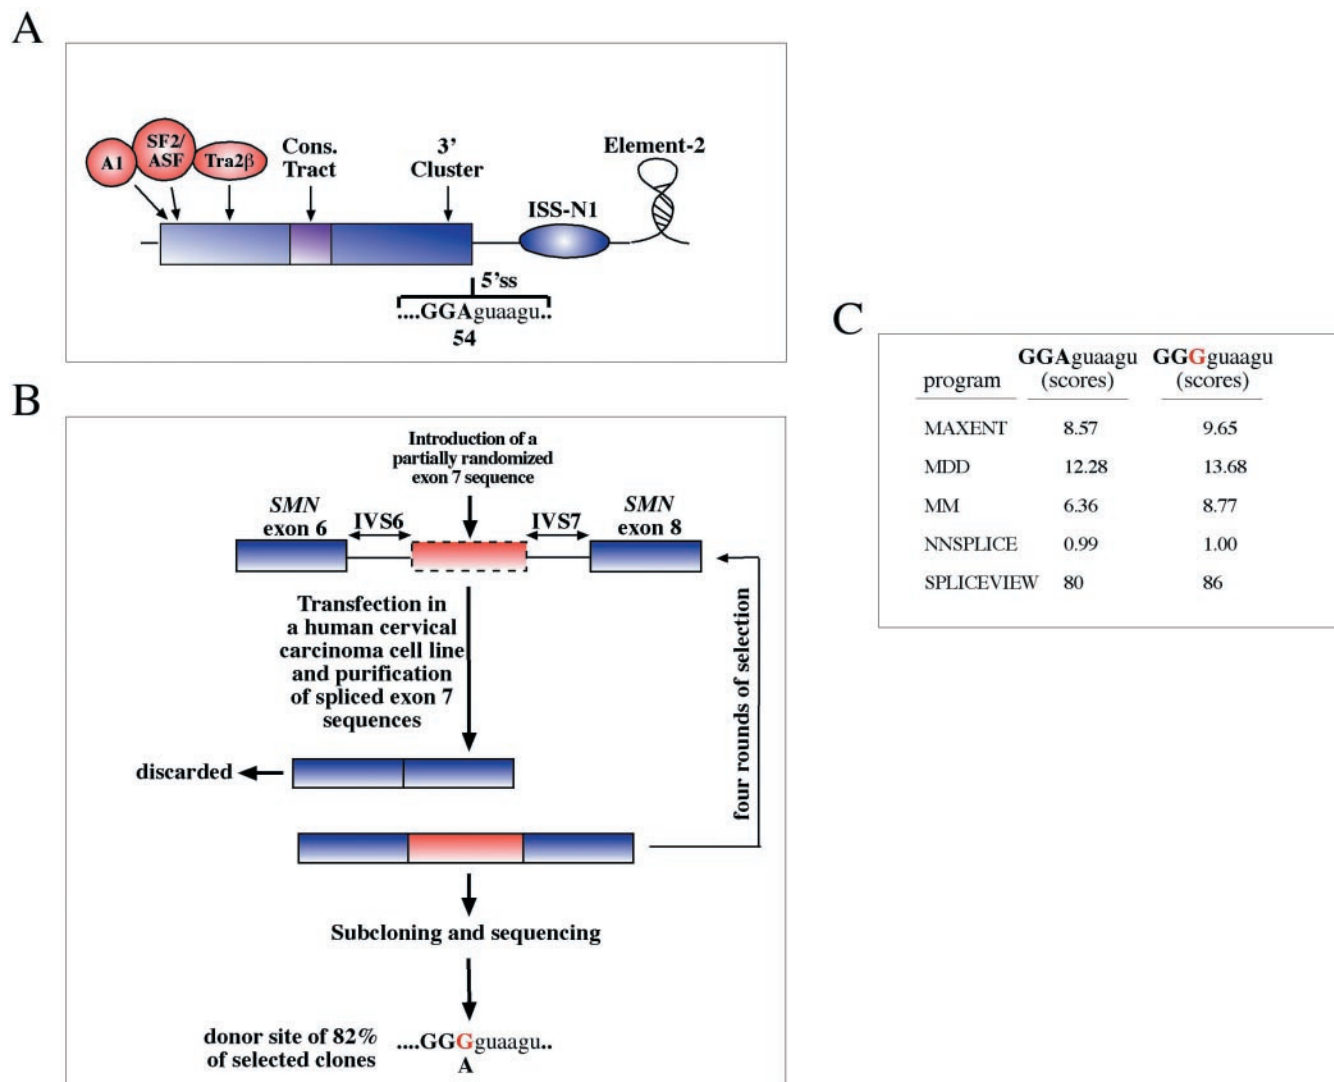 A
A1
SF2/
ASF
Tra2β
Cons.
Tract
3'
Cluster
ISS-N1
Element-2
5'ss
....GGAguaagu..
54
B
Introduction of a
partially randomized
exon 7 sequence
SMN
exon 6
IVS6
IVS7
SMN
exon 8
Transfection in
a human cervical
carcinoma cell line
and purification
of spliced exon 7
sequences
four rounds of selection
discarded
Subcloning and sequencing
donor site of 82%
of selected clones
....GGGguaagu..
A
C
program
GGAguaagu
(scores)
GGGguaagu
(scores)
MAXENT 8.57 9.65
MDD 12.28 13.68
MM 6.36 8.77
NNSPLICE 0.99 1.00
SPLICEVIEW 80 86